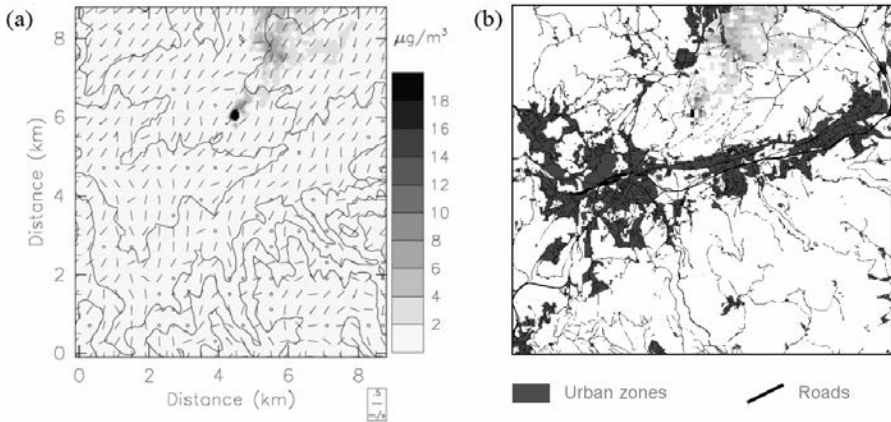 (a)
(b)
μg/m³
18
16
14
12
10
8
6
4
2
8
6
4
2
0
Distance (km)
0 2 4 6 8
Distance (km)
.5
m/s
Urban zones
Roads